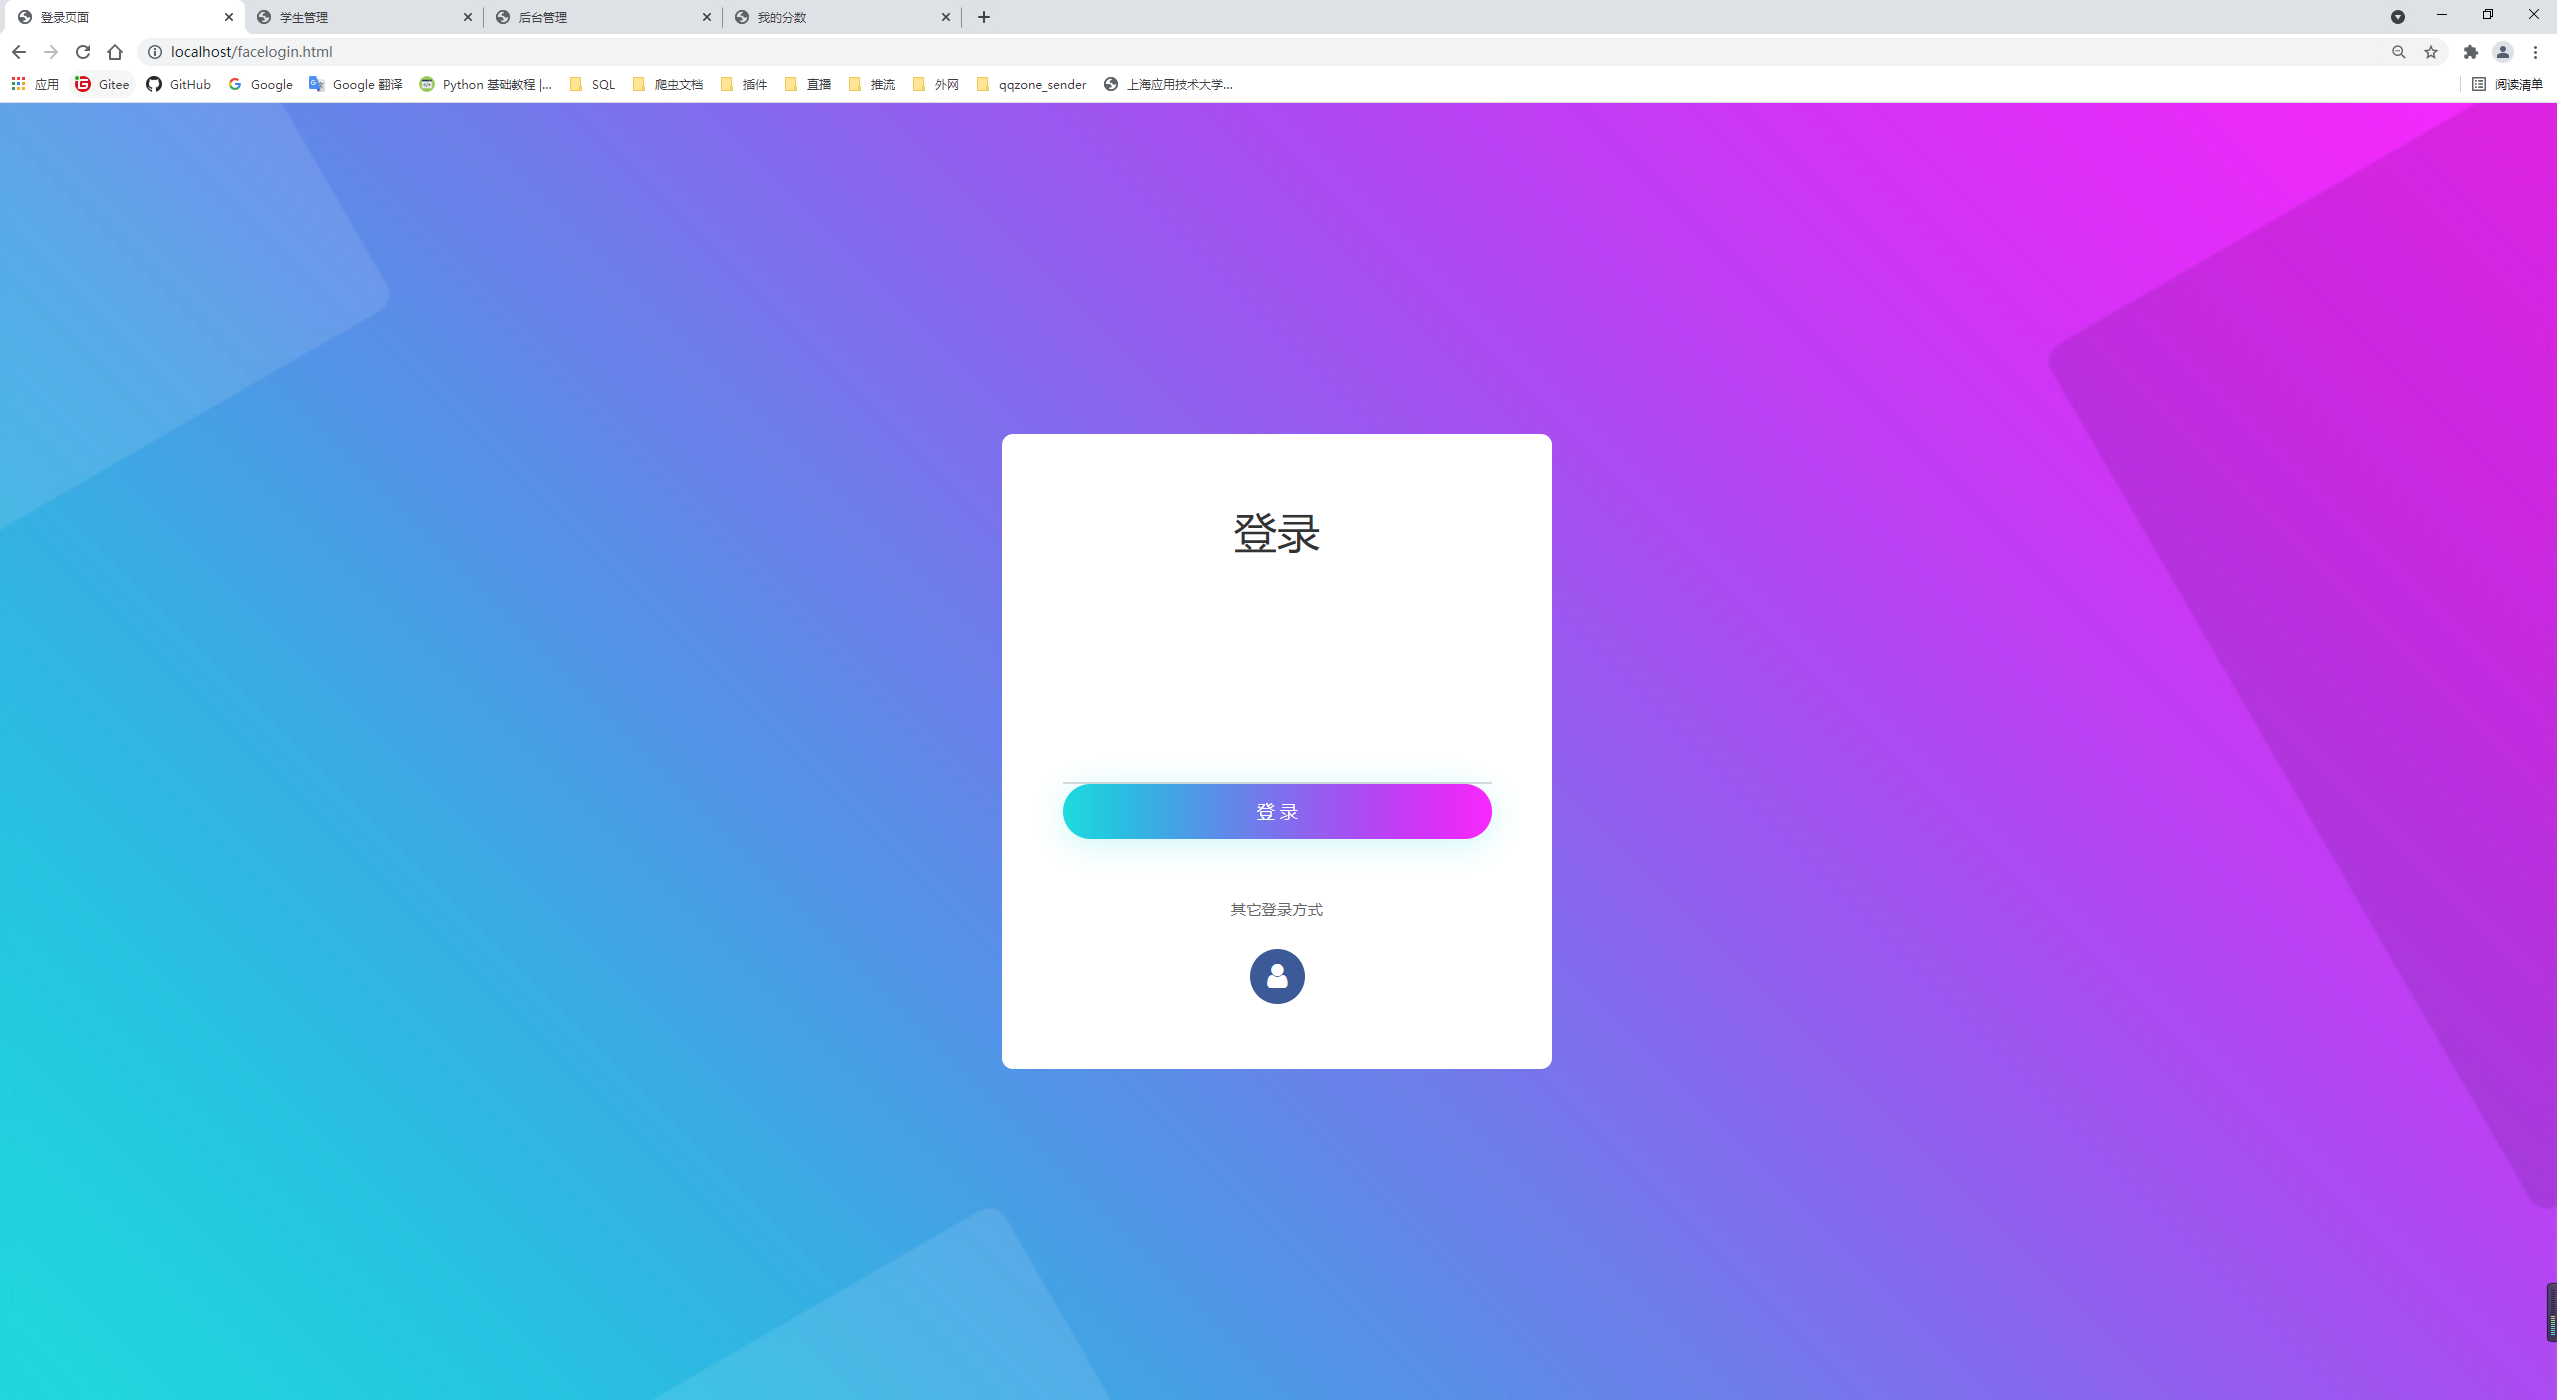 登录页面
学生管理
后台管理
我的分数
localhost/facelogin.html
应用 Gitee GitHub Google Google 翻译 Python 基础教程 |... SQL 爬虫文档 插件 直播 推流 外网 qqzone_sender 上海应用技术大学... 阅读清单
登录
登 录
其它登录方式